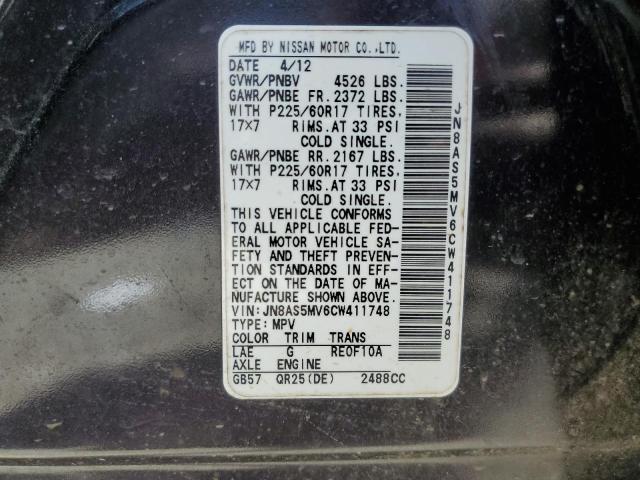 MFD BY NISSAN MOTOR CO.,LTD.
DATE 4/12
GVWR/PNBV 4526 LBS.
GAWR/PNBE FR. 2372 LBS.
WITH P225/60R17 TIRES,
17×7 RIMS. AT 33 PSI
COLD SINGLE.
GAWR/PNBE RR. 2167 LBS.
WITH P225/60R17 TIRES,
17×7 RIMS. AT 33 PSI
COLD SINGLE.
THIS VEHICLE CONFORMS
TO ALL APPLICABLE FED-
ERAL MOTOR VEHICLE SA-
FETY AND THEFT PREVEN-
TION STANDARDS IN EFF-
ECT ON THE DATE OF MA-
NUFACTURE SHOWN ABOVE.
VIN:JN8AS5MV6CW411748
TYPE:MPV
COLOR TRIM TRANS
LAE G RE0F10A
AXLE ENGINE
GB57 QR25(DE) 2488CC
JN8AS5MV6CW411748